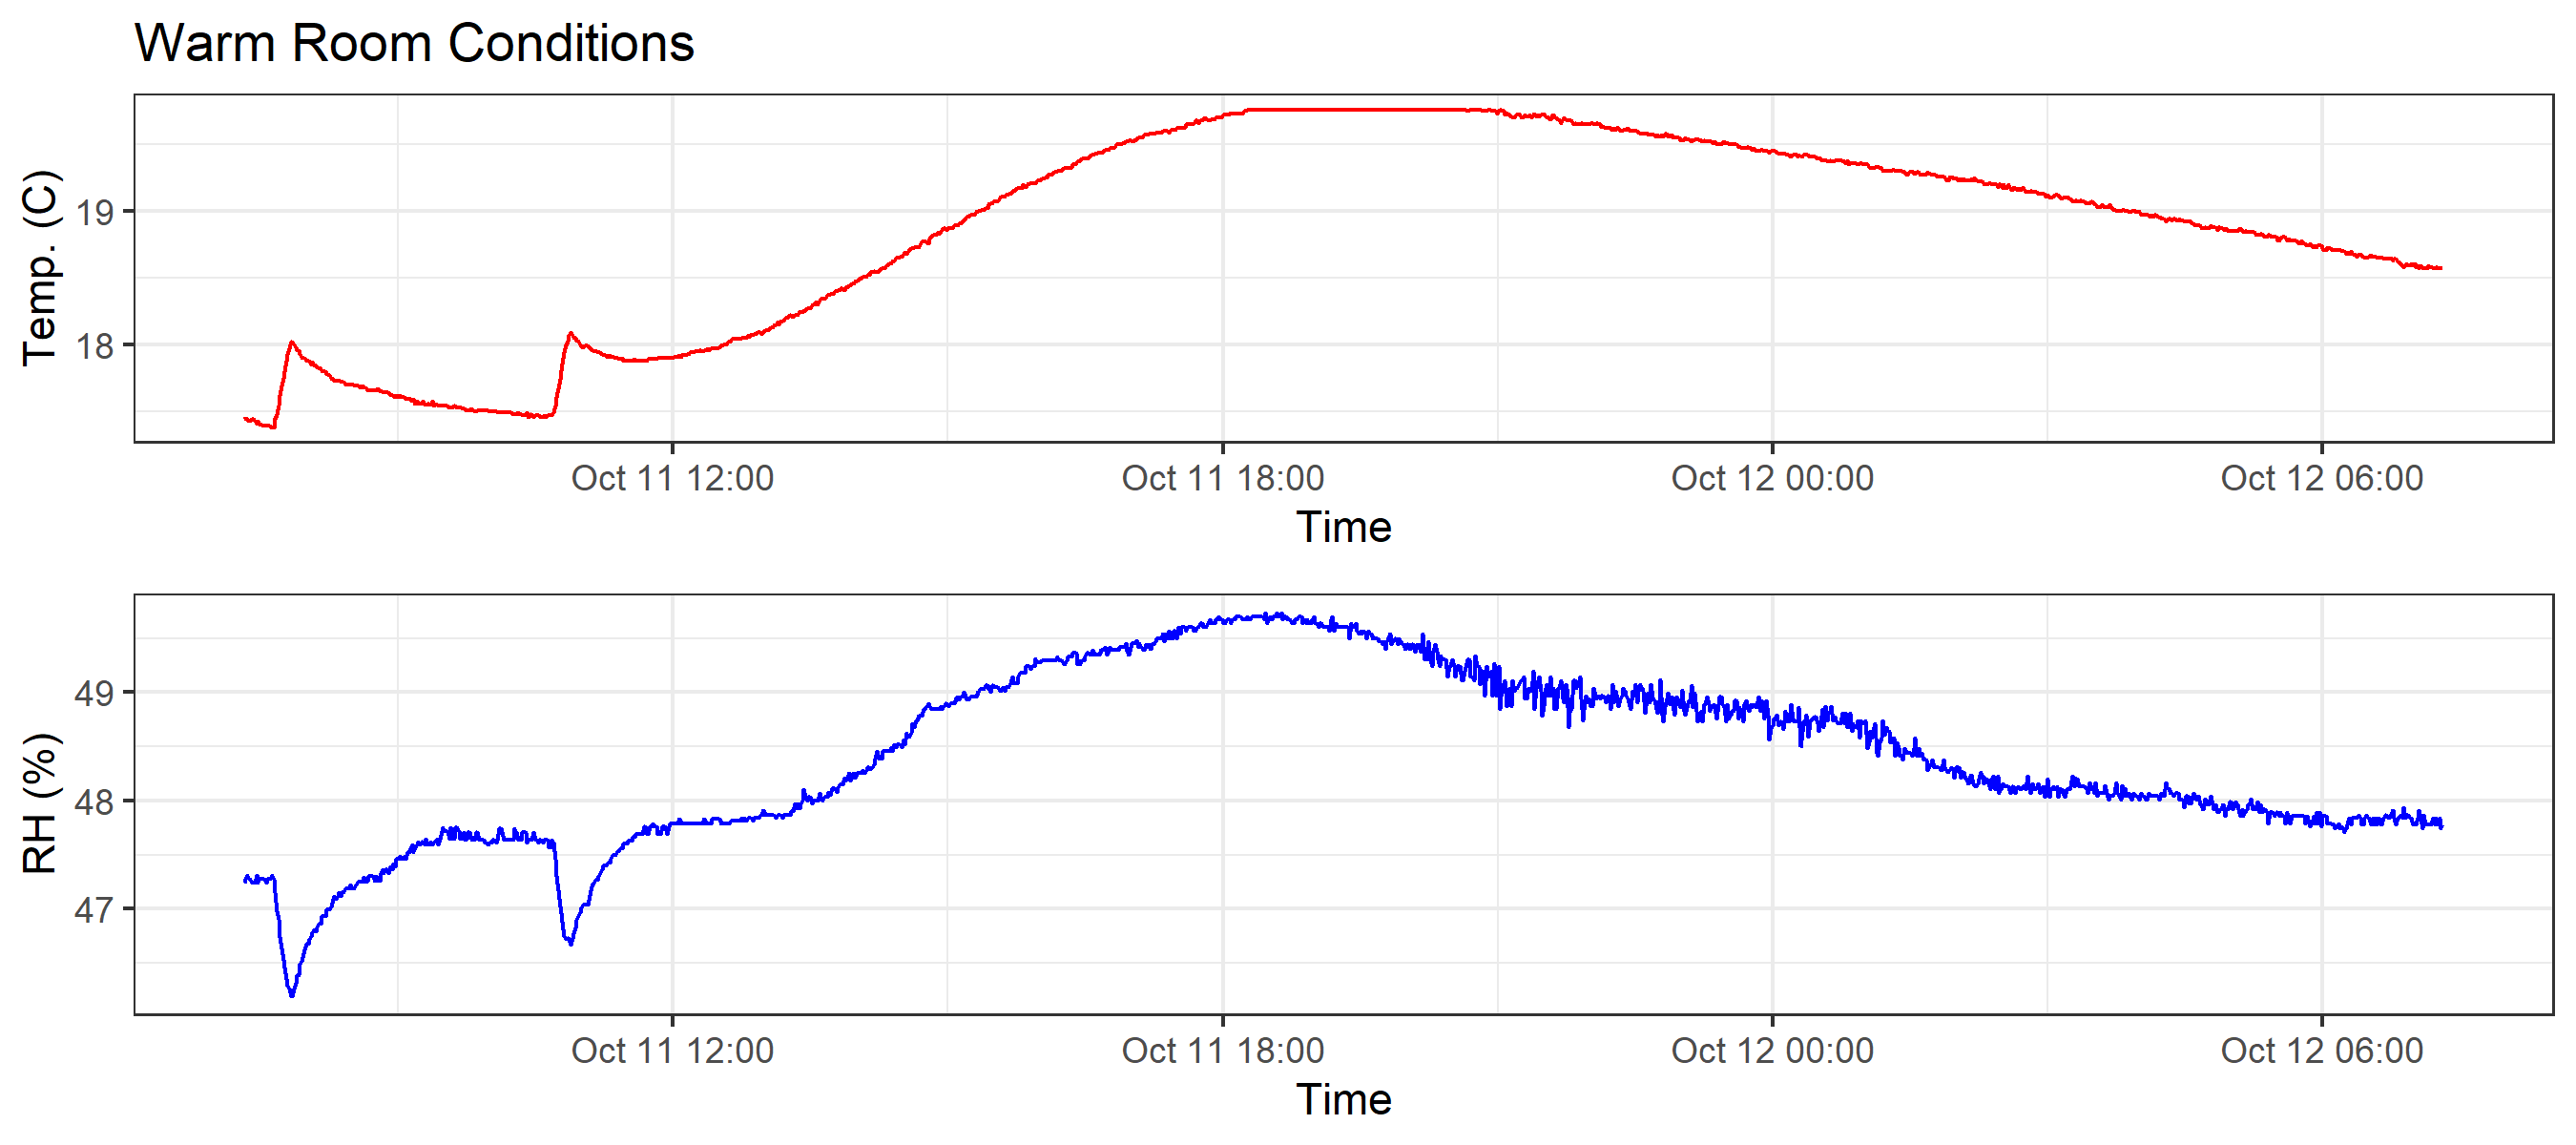 Warm Room Conditions
Temp. (C)
19
18
Oct 11 12:00 Oct 11 18:00 Oct 12 00:00 Oct 12 06:00
Time
RH (%)
49
48
47
Oct 11 12:00 Oct 11 18:00 Oct 12 00:00 Oct 12 06:00
Time